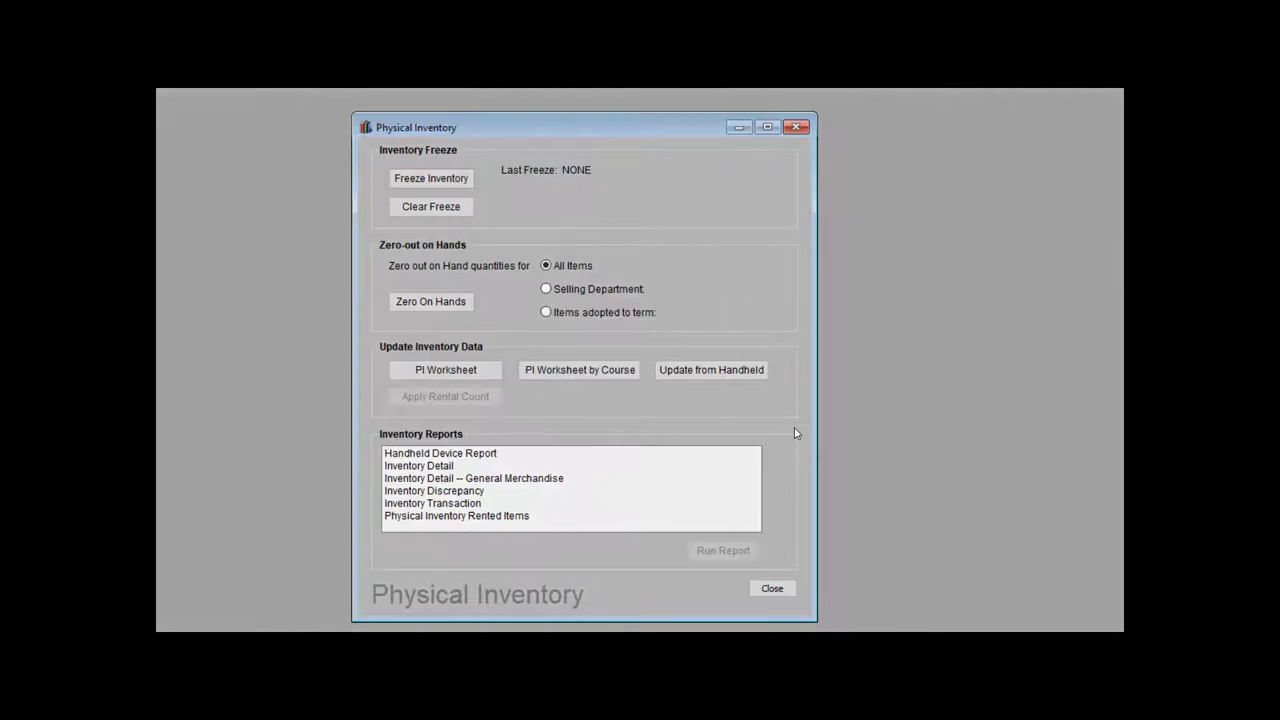 Physical Inventory
Inventory Freeze
Freeze Inventory
Last Freeze: NONE
Clear Freeze
Zero-out on Hands
Zero out on Hand quantities for
All Items
Selling Department:
Zero On Hands
Items adopted to term:
Update Inventory Data
PI Worksheet
PI Worksheet by Course
Update from Handheld
Apply Rental Count
Inventory Reports
Handheld Device Report
Inventory Detail
Inventory Detail -- General Merchandise
Inventory Discrepancy
Inventory Transaction
Physical Inventory Rented Items
Run Report
Physical Inventory
Close